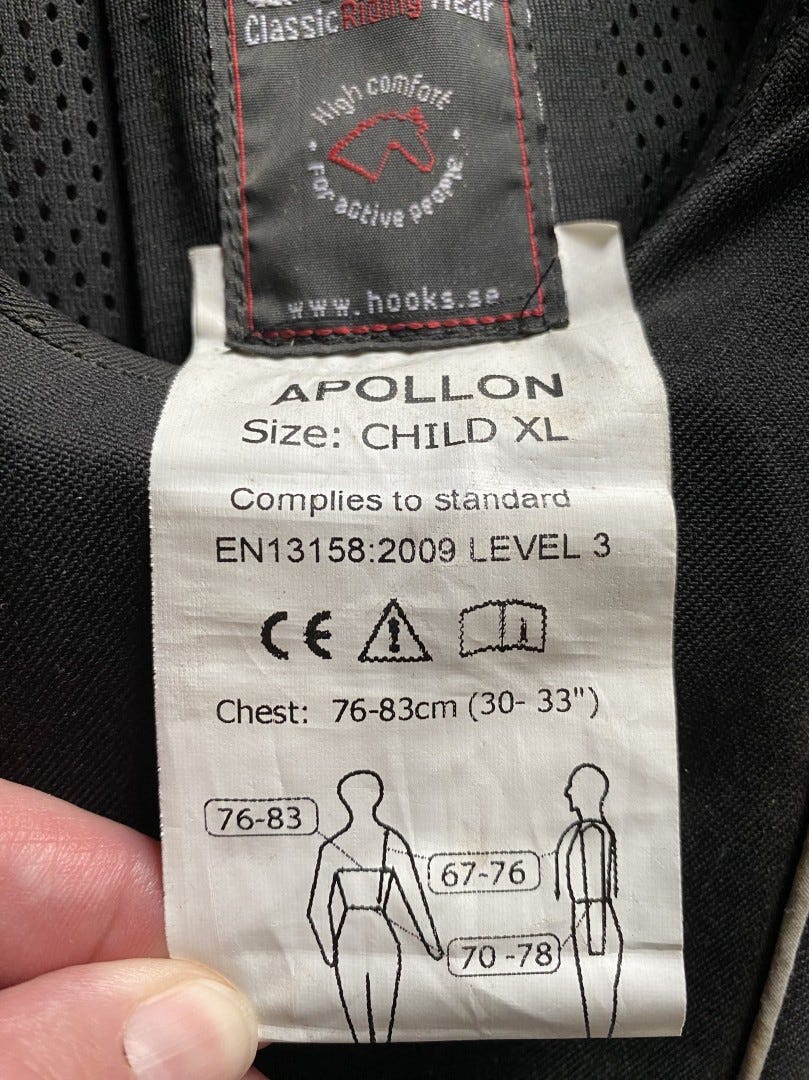 Classic Riding Wear
High comfort
For active people
www.hooks.se
APOLLON
Size: CHILD XL
Complies to standard
EN13158:2009 LEVEL 3
CE
Chest: 76-83cm (30- 33")
76-83
67-76
70 -78